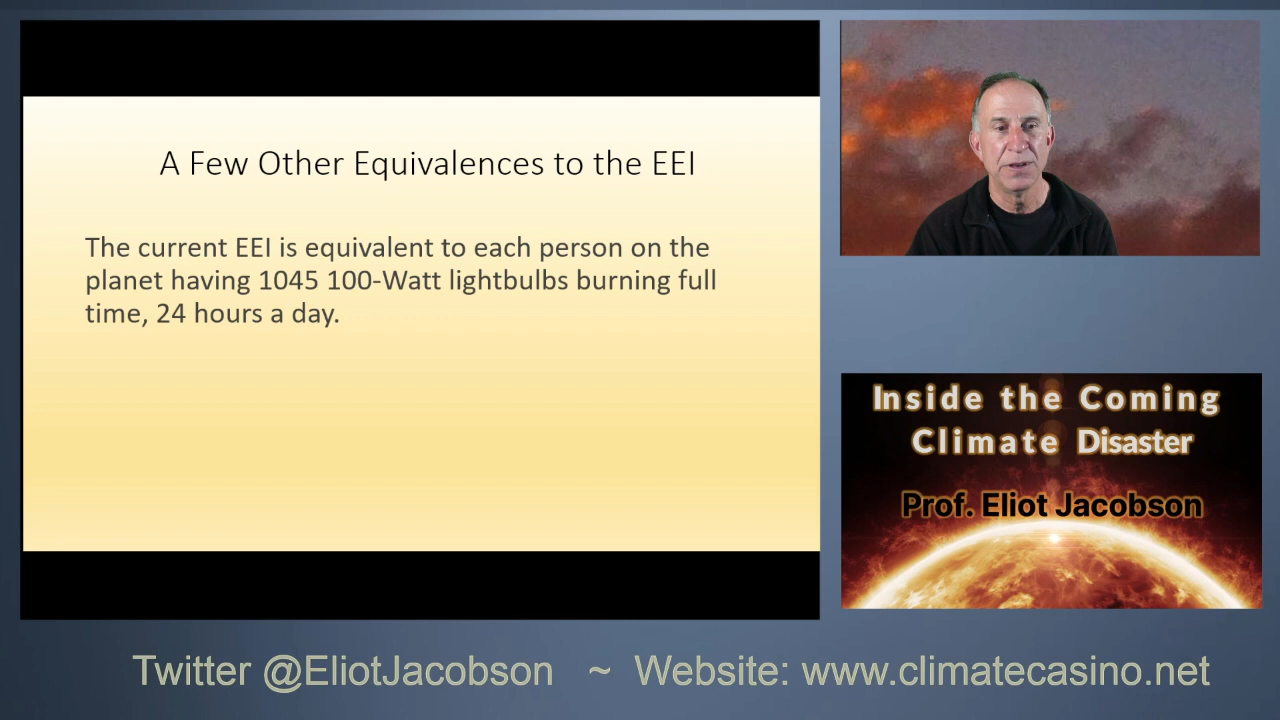 A Few Other Equivalences to the EEI
The current EEI is equivalent to each person on the
planet having 1045 100-Watt lightbulbs burning full
time, 24 hours a day.
Inside the Coming
Climate Disaster
Prof. Eliot Jacobson
Twitter @EliotJacobson ~ Website: www.climatecasino.net